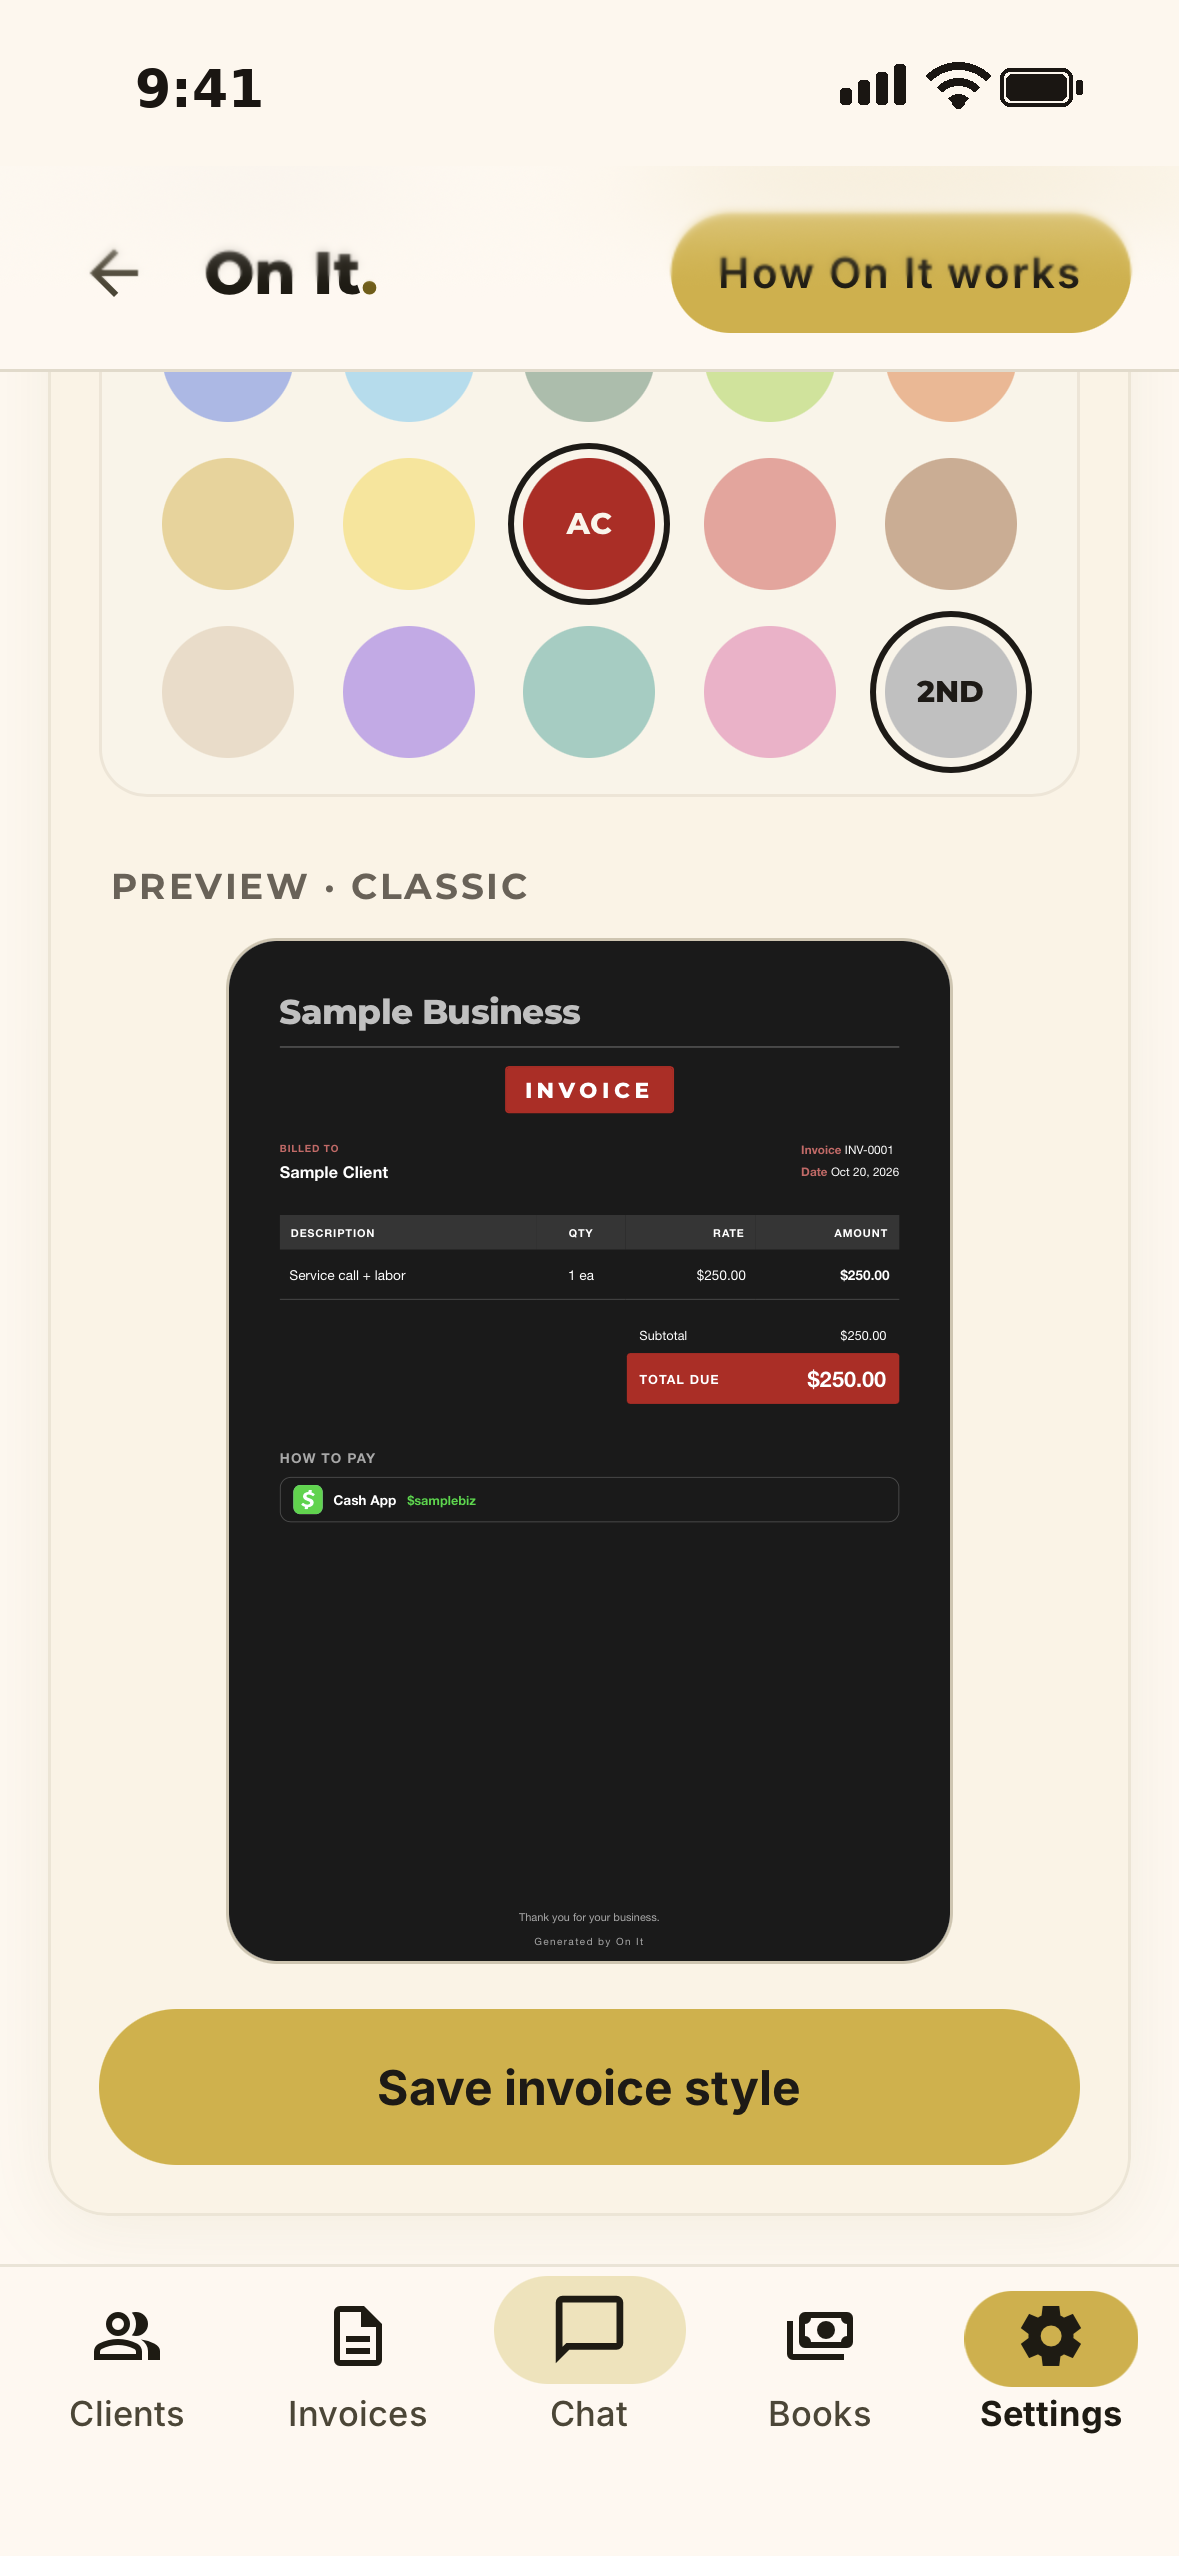 9:41
On It.
How On It works
AC
2ND
PREVIEW · CLASSIC
Sample Business
INVOICE
BILLED TO
Sample Client
Invoice INV-0001
Date Oct 20, 2026
DESCRIPTION QTY RATE AMOUNT
Service call + labor 1 ea $250.00 $250.00
Subtotal $250.00
TOTAL DUE $250.00
HOW TO PAY
$ Cash App $samplebiz
Thank you for your business.
Generated by On It
Save invoice style
Clients Invoices Chat Books Settings